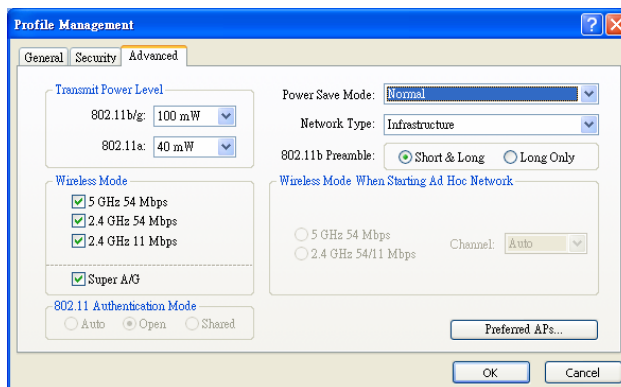 Profile Management
General Security Advanced
Transmit Power Level
802.11b/g: 100 mW
802.11a: 40 mW
Power Save Mode: Normal
Network Type: Infrastructure
802.11b Preamble: Short & Long Long Only
Wireless Mode
5 GHz 54 Mbps
2.4 GHz 54 Mbps
2.4 GHz 11 Mbps
Super A/G
Wireless Mode When Starting Ad Hoc Network
5 GHz 54 Mbps
2.4 GHz 54/11 Mbps
Channel: Auto
802.11 Authentication Mode
Auto Open Shared
Preferred APs...
OK Cancel